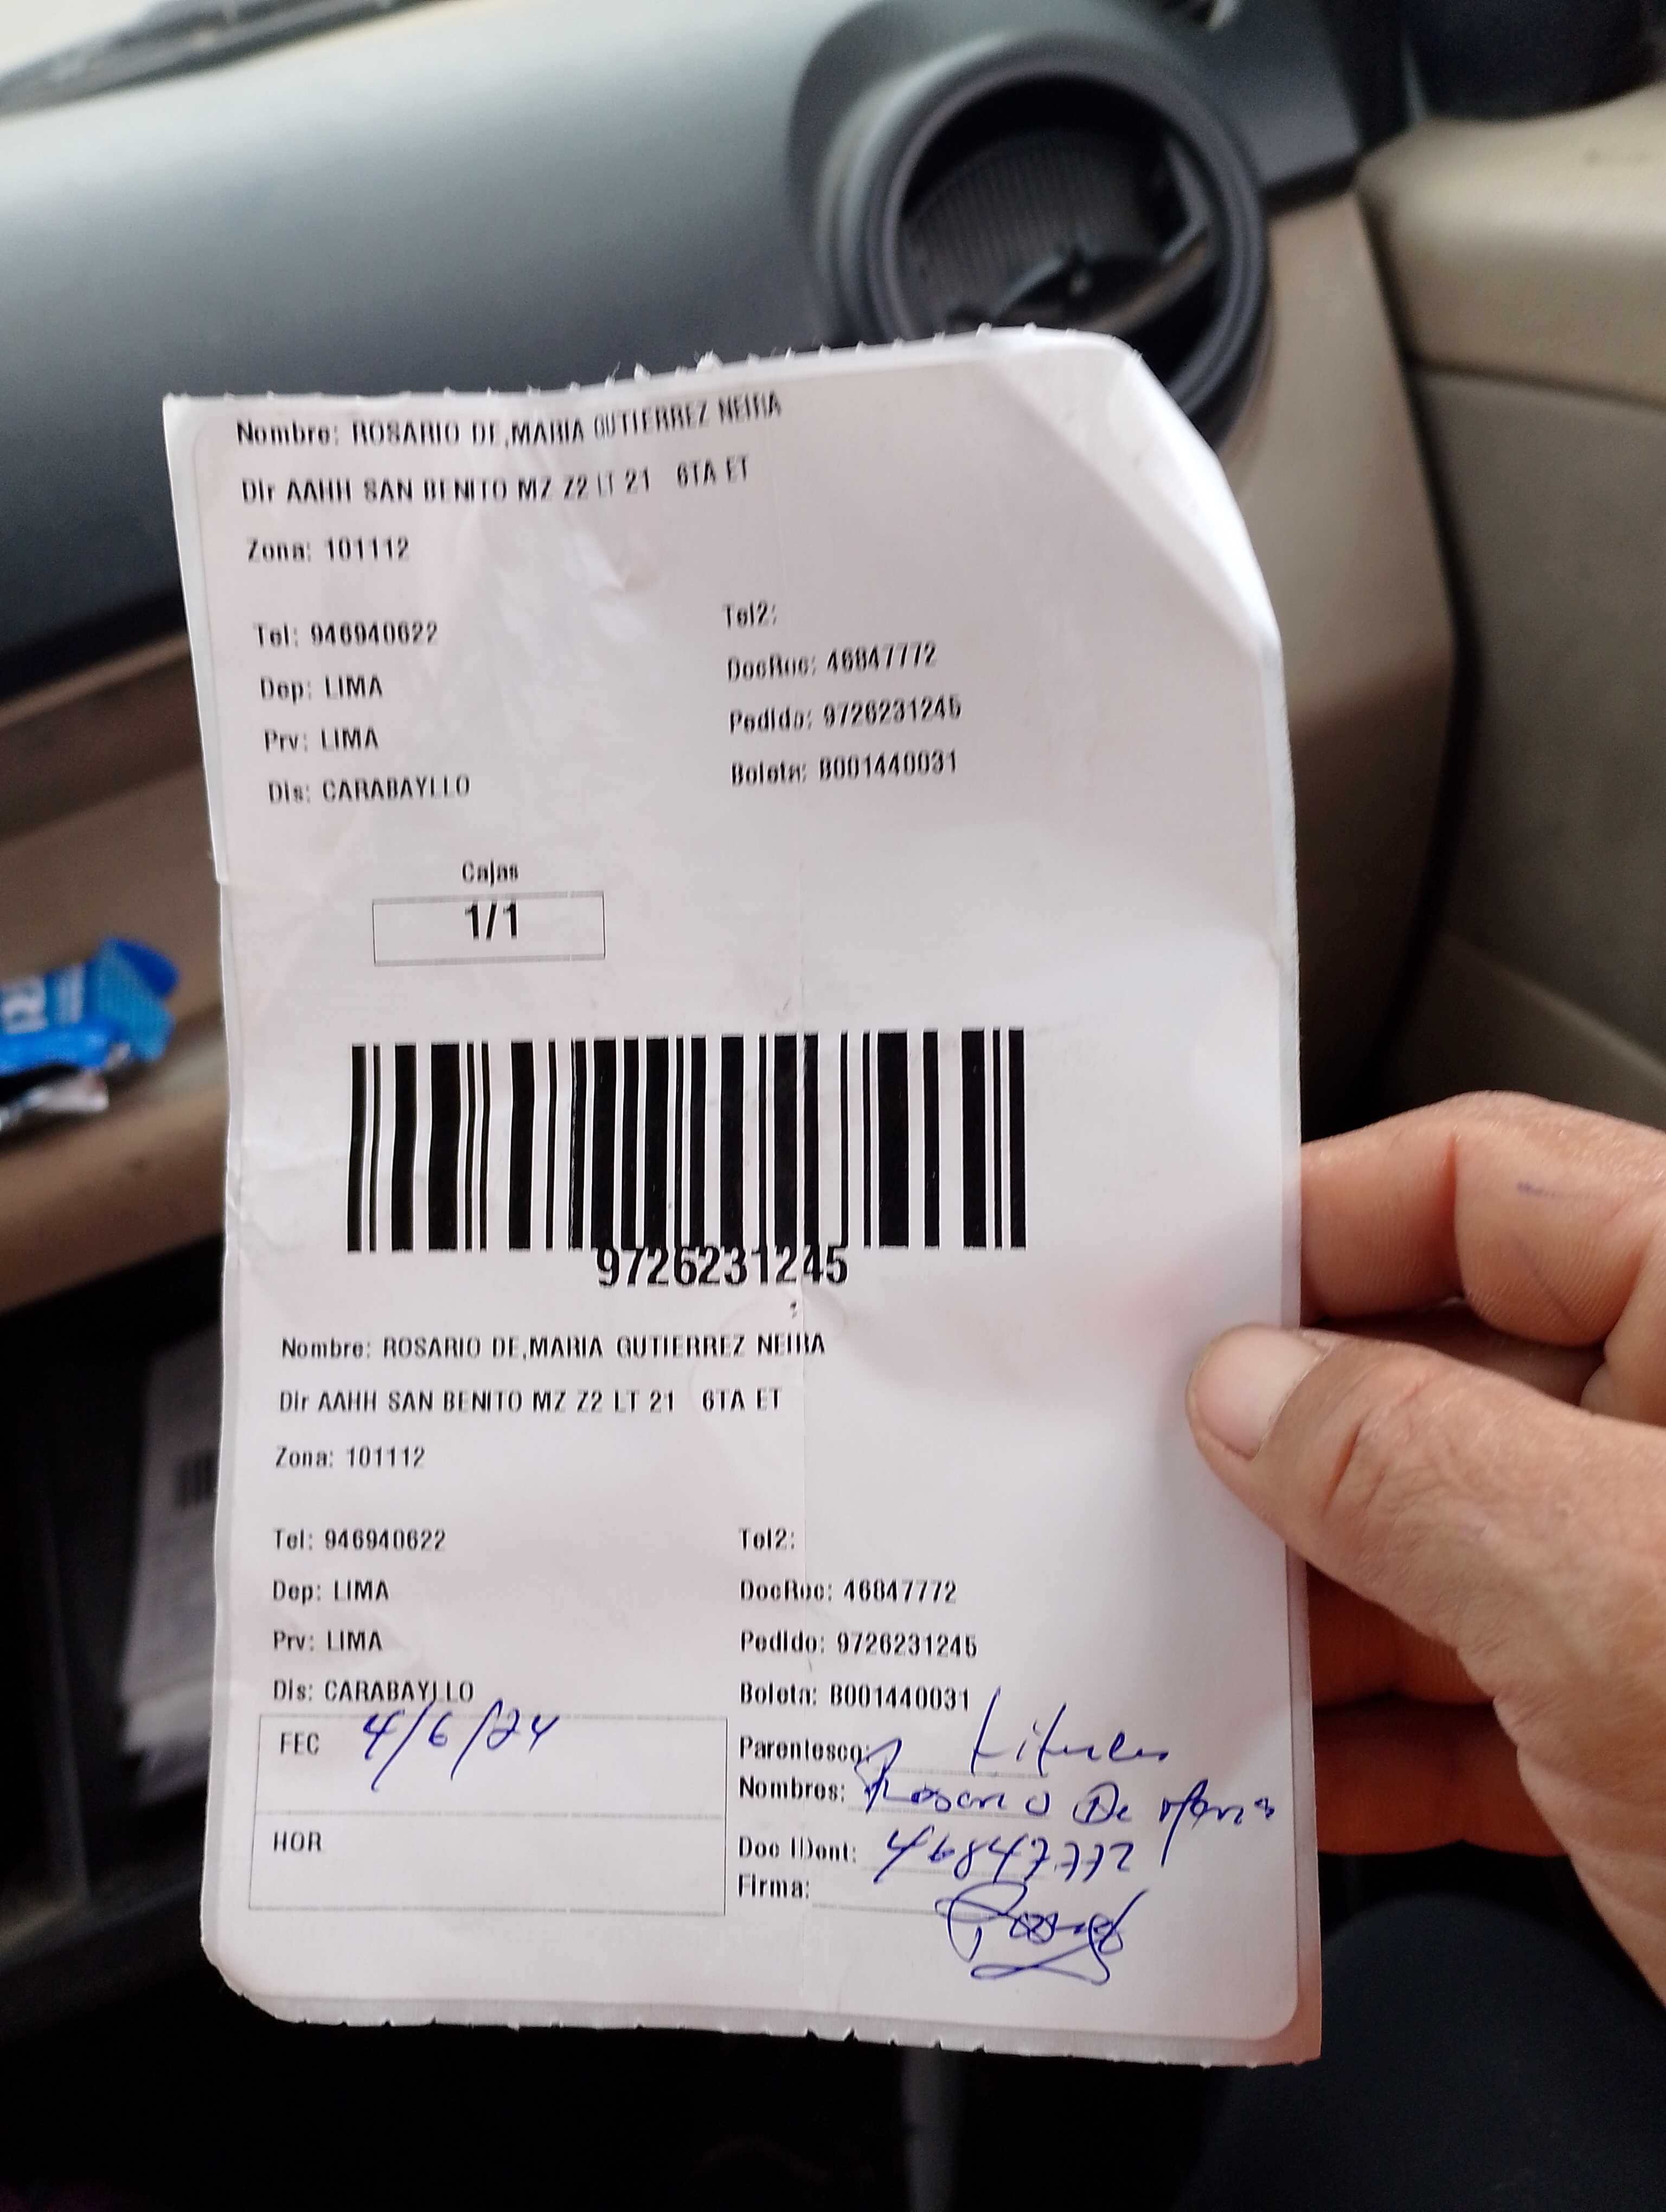 Nombre: ROSARIO DE,MARIA GUTIERREZ NEIRA
Dir AAHH SAN BENITO MZ Z2 LT 21 6TA ET
Zona: 101112
Tel: 946940622 Tel2:
Dep: LIMA DocRuc: 46847772
Prv: LIMA Pedido: 9726231245
Dis: CARABAYLLO Boleta: B001440031
Cajas
1/1
9726231245
Nombre: ROSARIO DE,MARIA GUTIERREZ NEIRA
Dir AAHH SAN BENITO MZ Z2 LT 21 6TA ET
Zona: 101112
Tel: 946940622 Tel2:
Dep: LIMA DocRuc: 46847772
Prv: LIMA Pedido: 9726231245
Dis: CARABAYLLO Boleta: B001440031
FEC 4/6/24
HOR
Parentesco: titular
Nombres: Rosario De Maria
Doc IDent: 46847772
Firma: